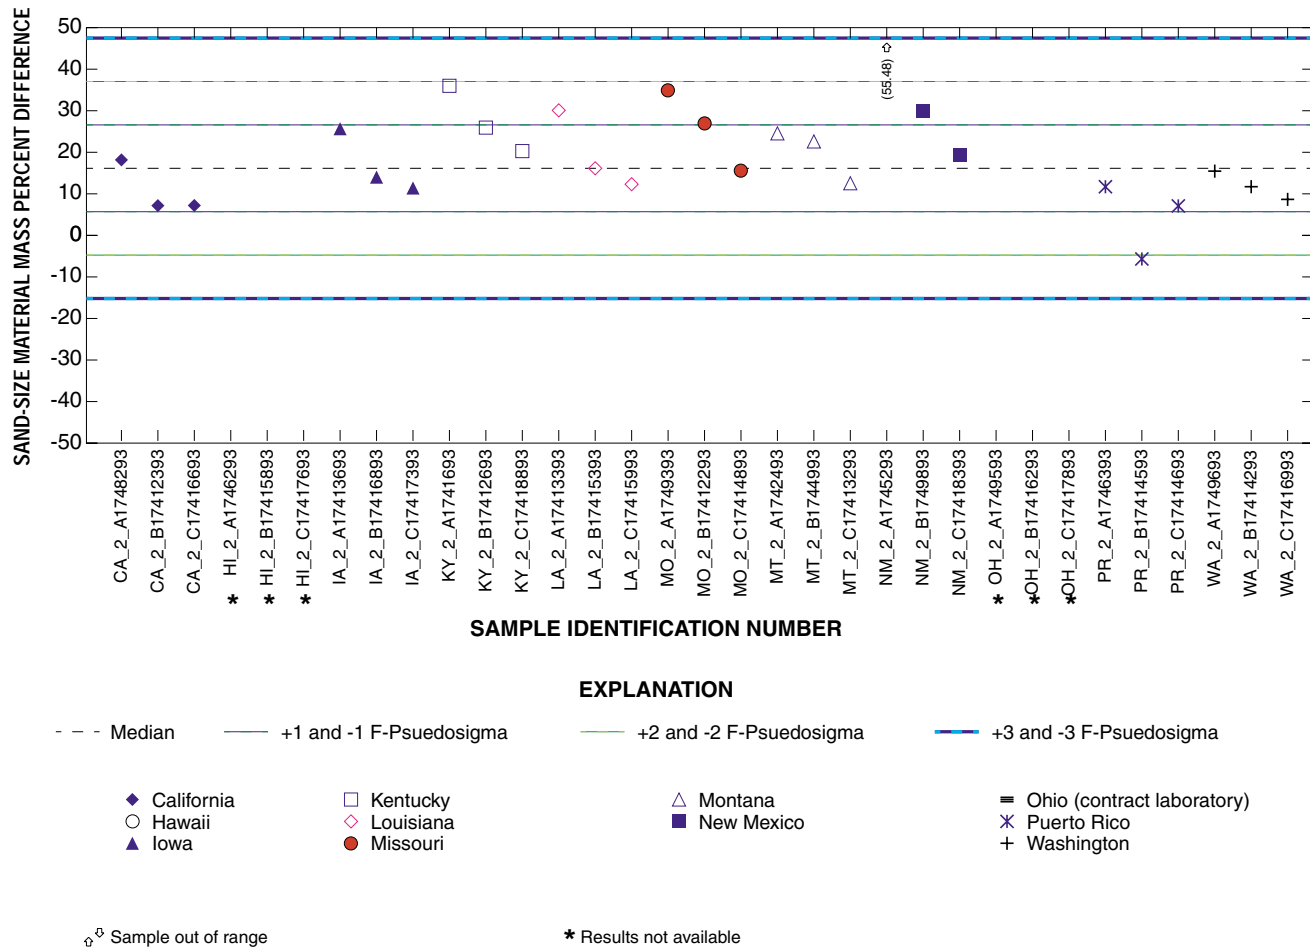 SAND-SIZE MATERIAL MASS PERCENT DIFFERENCE
50
40
30
20
10
0
-10
-20
-30
-40
-50
(55.48)
CA_2_A1748293
CA_2_B17412393
CA_2_C17416693
HI_2_A1746293 *
HI_2_B17415893 *
HI_2_C17417693 *
IA_2_A17413693
IA_2_B17416893
IA_2_C17417393
KY_2_A1741693
KY_2_B17412693
KY_2_C17418893
LA_2_A17413393
LA_2_B17415393
LA_2_C17415993
MO_2_A1749393
MO_2_B17412293
MO_2_C17414893
MT_2_A1742493
MT_2_B1744993
MT_2_C17413293
NM_2_A1745293
NM_2_B1749893
NM_2_C17418393
OH_2_A1749593 *
OH_2_B17416293 *
OH_2_C17417893 *
PR_2_A1746393
PR_2_B17414593
PR_2_C17414693
WA_2_A1749693
WA_2_B17414293
WA_2_C17416993
SAMPLE IDENTIFICATION NUMBER
EXPLANATION
Median
+1 and -1 F-Psuedosigma
+2 and -2 F-Psuedosigma
+3 and -3 F-Psuedosigma
California
Hawaii
Iowa
Kentucky
Louisiana
Missouri
Montana
New Mexico
Ohio (contract laboratory)
Puerto Rico
Washington
Sample out of range
* Results not available